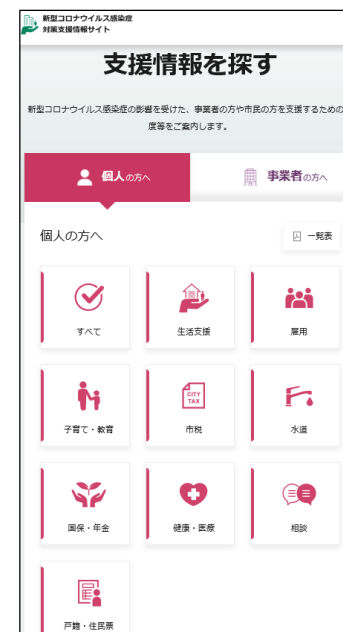 新型コロナウイルス感染症
対策支援情報サイト
支援情報を探す
新型コロナウイルス感染症の影響を受けた、事業者の方や市民の方を支援するための
度等をご案内します。
個人の方へ
事業者の方へ
個人の方へ
一覧表
すべて
生活支援
雇用
子育て・教育
CITY
TAX
市税
水道
国保・年金
健康・医療
相談
戸籍・住民票